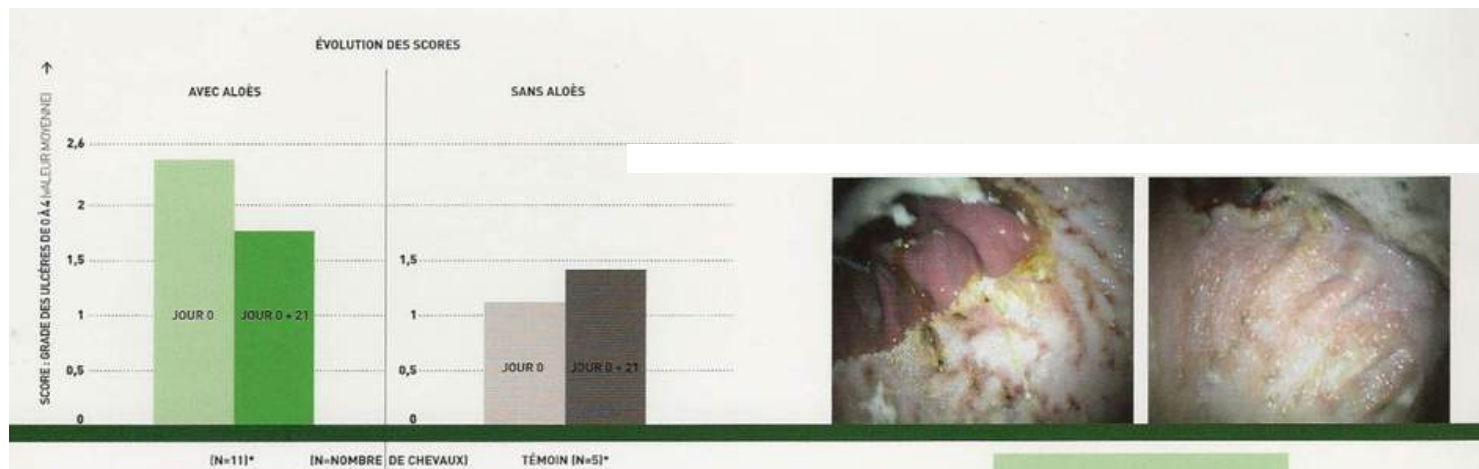 ÉVOLUTION DES SCORES
AVEC ALOÈS
SANS ALOÈS
SCORE : GRADE DES ULCÈRES DE 0 À 4 (VALEUR MOYENNE)
2,6
2
1,5
1
0,5
0
JOUR 0
JOUR 0 + 21
1,5
1
0,5
0
JOUR 0
JOUR 0 + 21
(N=11)*
(N=NOMBRE DE CHEVAUX)
TÉMOIN (N=5)*